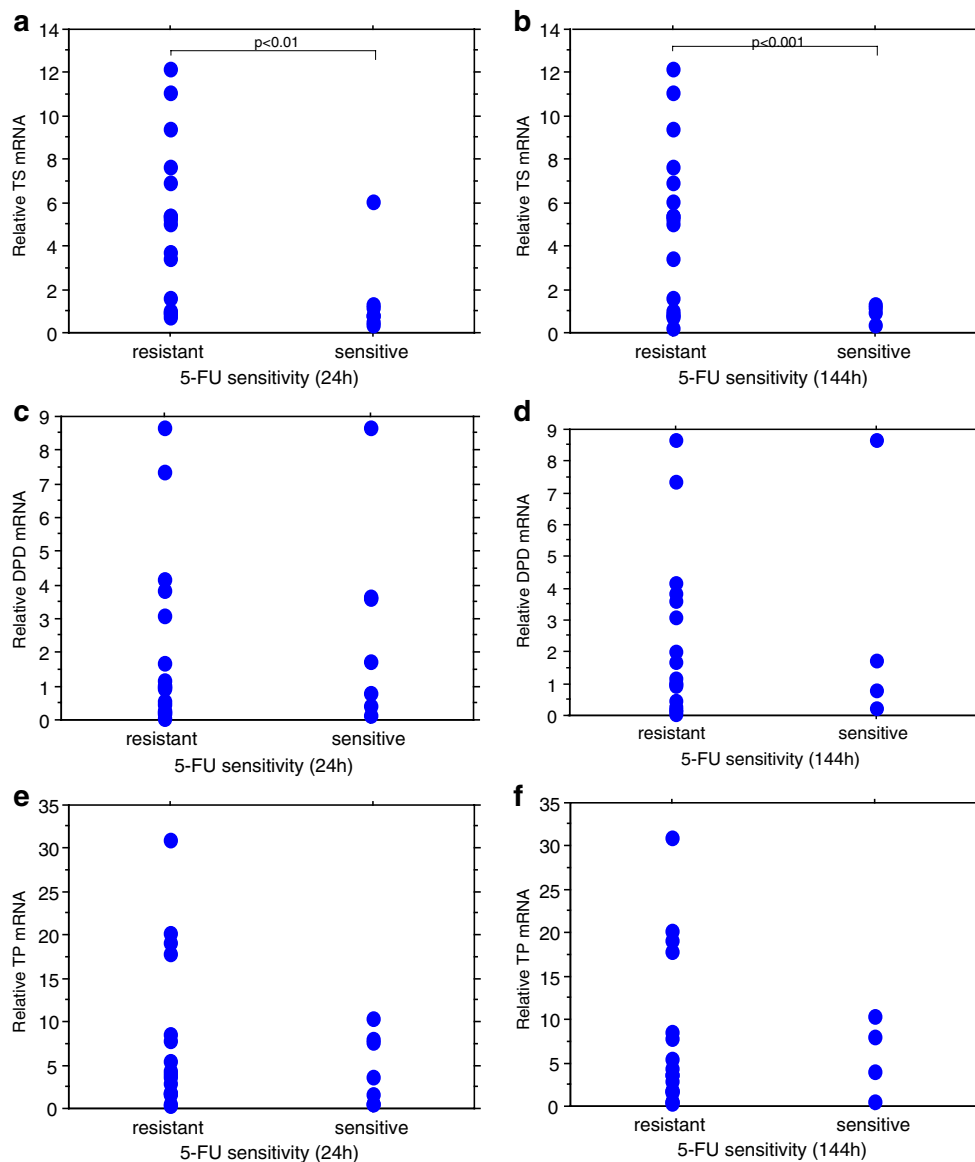 a
p<0.01
14
12
10
8
6
4
2
0
Relative TS mRNA
resistant sensitive
5-FU sensitivity (24h)
b
p<0.001
14
12
10
8
6
4
2
0
Relative TS mRNA
resistant sensitive
5-FU sensitivity (144h)
c
9
8
7
6
5
4
3
2
1
0
Relative DPD mRNA
resistant sensitive
5-FU sensitivity (24h)
d
9
8
7
6
5
4
3
2
1
0
Relative DPD mRNA
resistant sensitive
5-FU sensitivity (144h)
e
35
30
25
20
15
10
5
0
Relative TP mRNA
resistant sensitive
5-FU sensitivity (24h)
f
35
30
25
20
15
10
5
0
Relative TP mRNA
resistant sensitive
5-FU sensitivity (144h)